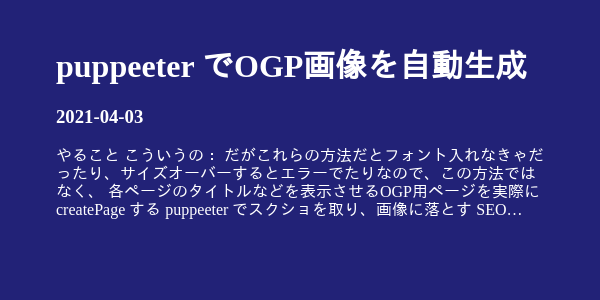 puppeeter でOGP画像を自動生成
2021-04-03
やること こういうの： だがこれらの方法だとフォント入れなきゃだ
ったり、サイズオーバーするとエラーでたりなので、この方法では
なく、 各ページのタイトルなどを表示させるOGP用ページを実際に
createPage する puppeeter でスクショを取り、画像に落とす SEO…